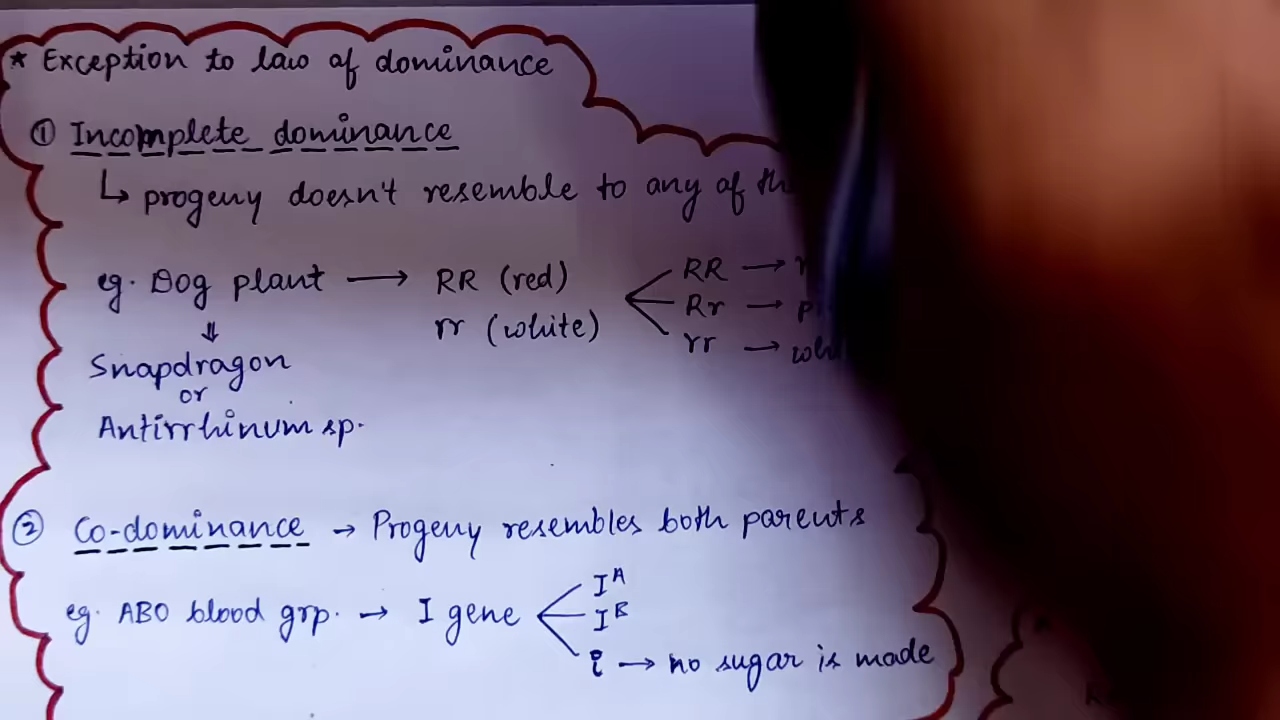 * Exception to law of dominance
① Incomplete dominance
↳ progeny doesn't resemble to any of
eg. Dog plant → RR (red) RR →
rr (white) Rr →
rr →
⇓
Snapdragon
or
Antirrhinum sp.
② Co-dominance → Progeny resembles both parents
eg. ABO blood grp. → I gene I^A
I^B
i → no sugar is made